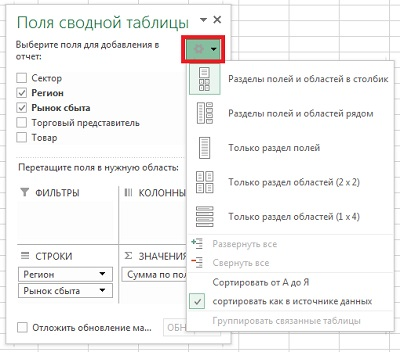 Поля сводной таблицы
Выберите поля для добавления в
отчет:
Сектор
Регион
Рынок сбыта
Торговый представитель
Товар
Перетащите поля в нужную область:
ФИЛЬТРЫ
КОЛОННЫ
СТРОКИ
Σ ЗНАЧЕНИЯ
Регион
Рынок сбыта
Сумма по пол
Отложить обновление ма...
ОБН
Разделы полей и областей в столбик
Разделы полей и областей рядом
Только раздел полей
Только раздел областей (2 x 2)
Только раздел областей (1 x 4)
Развернуть все
Свернуть все
Сортировать от А до Я
сортировать как в источнике данных
Группировать связанные таблицы